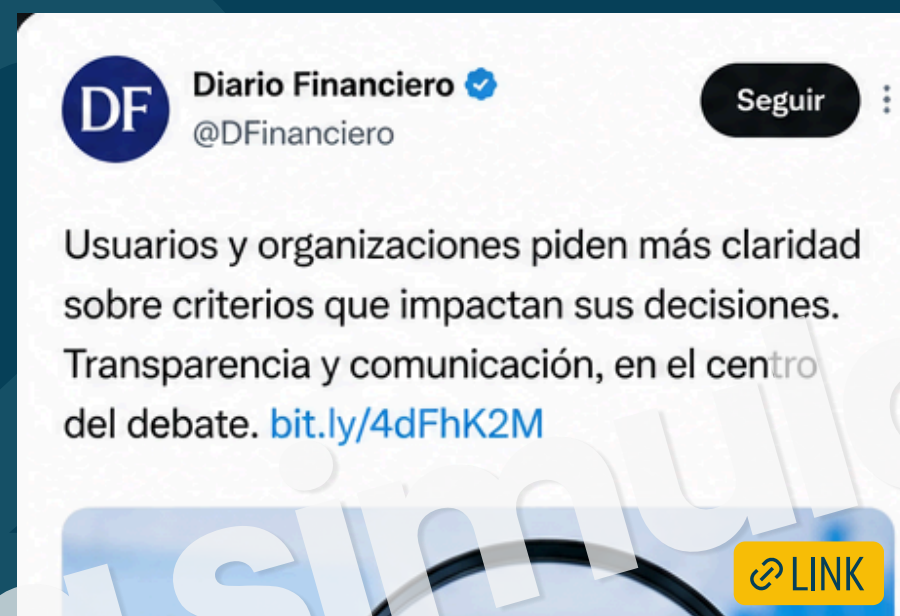 DF
Diario Financiero
@DFinanciero
Seguir
Usuarios y organizaciones piden más claridad
sobre criterios que impactan sus decisiones.
Transparencia y comunicación, en el centro
del debate. bit.ly/4dFhK2M
LINK